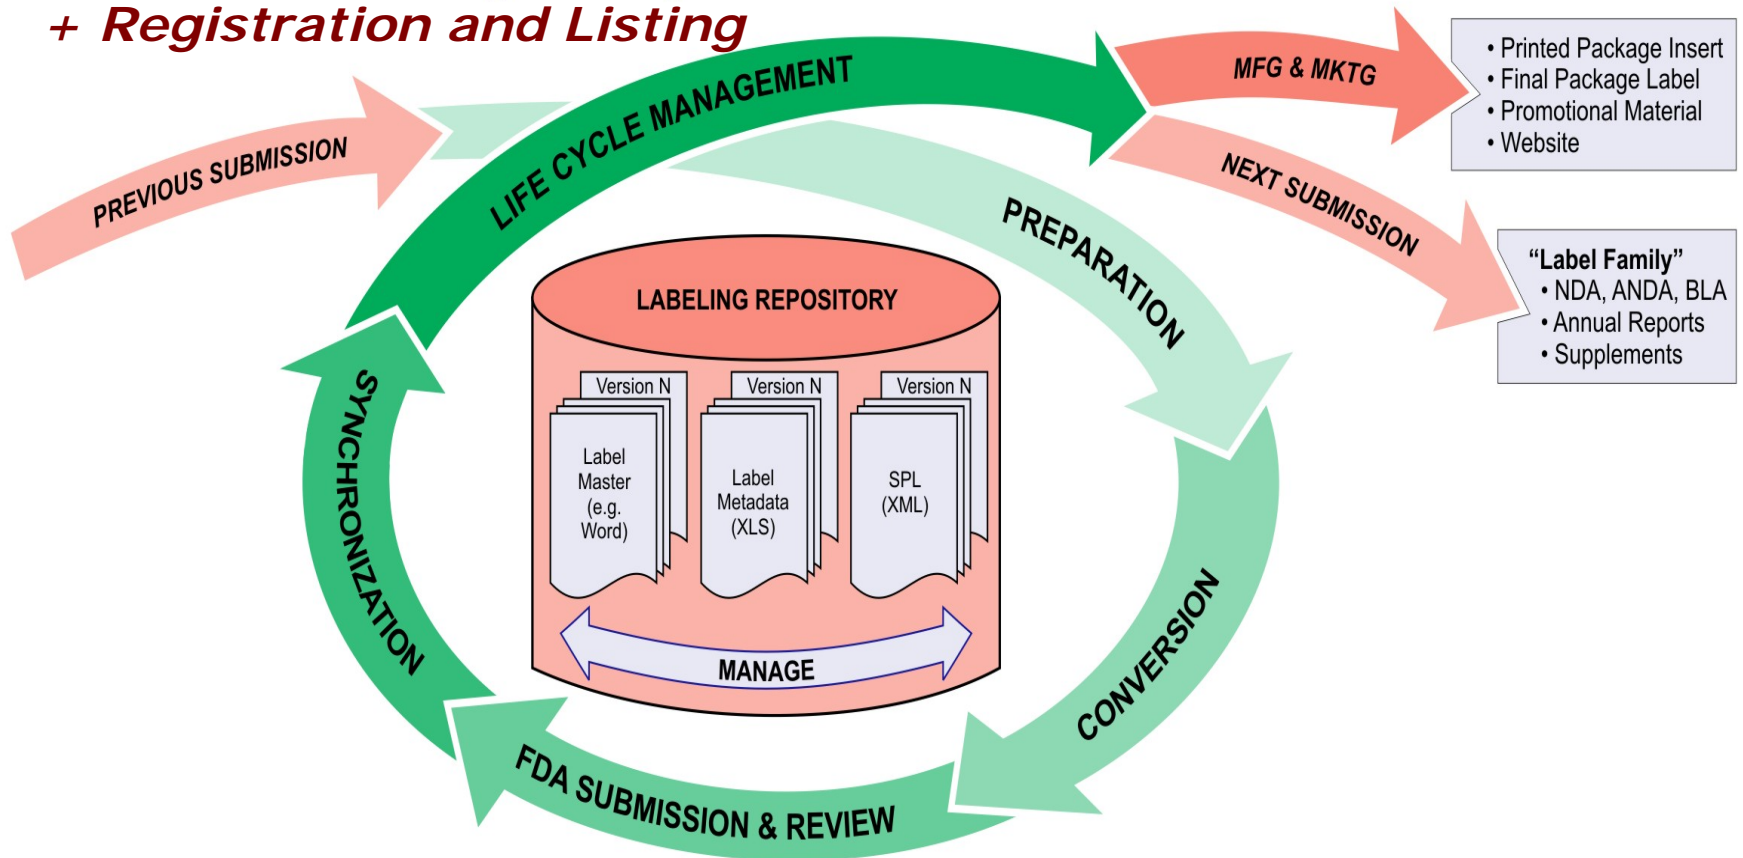 + Registration and Listing
PREVIOUS SUBMISSION
LIFE CYCLE MANAGEMENT
MFG & MKTG
• Printed Package Insert
• Final Package Label
• Promotional Material
• Website
NEXT SUBMISSION
“Label Family”
• NDA, ANDA, BLA
• Annual Reports
• Supplements
PREPARATION
CONVERSION
FDA SUBMISSION & REVIEW
SYNCHRONIZATION
LABELING REPOSITORY
Version N
Label
Master
(e.g.
Word)
Version N
Label
Metadata
(XLS)
Version N
SPL
(XML)
MANAGE